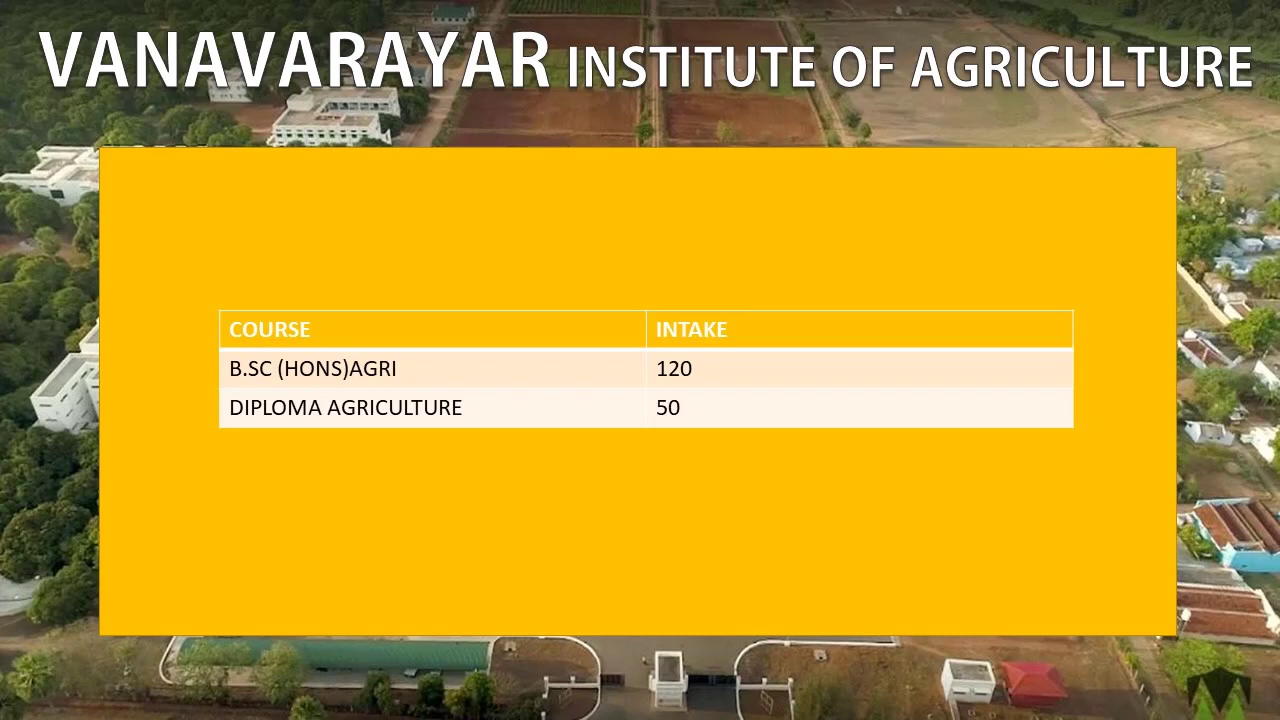 VANAVARAYAR INSTITUTE OF AGRICULTURE
COURSE INTAKE
B.SC (HONS)AGRI 120
DIPLOMA AGRICULTURE 50